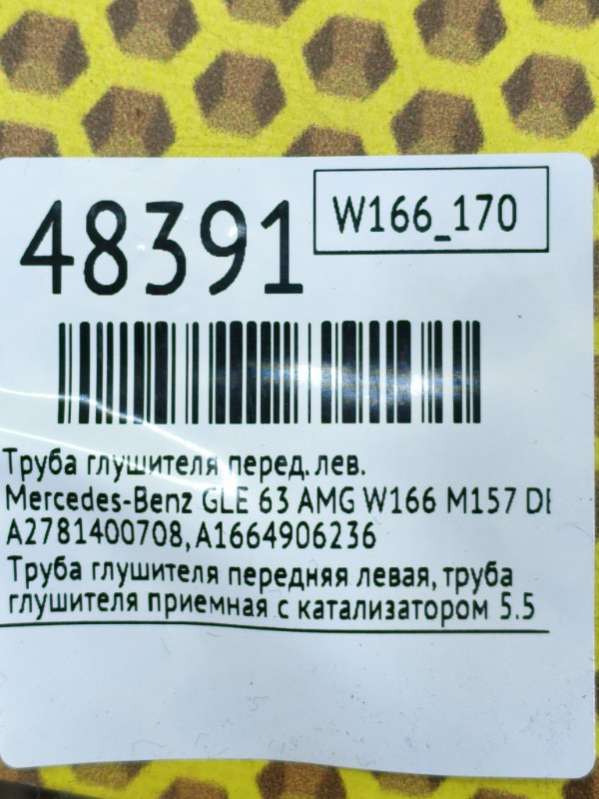 48391
W166_170
Труба глушителя перед. лев.
Mercedes-Benz GLE 63 AMG W166 M157
A2781400708, A1664906236
Труба глушителя передняя левая, труба
глушителя приемная с катализатором 5.5